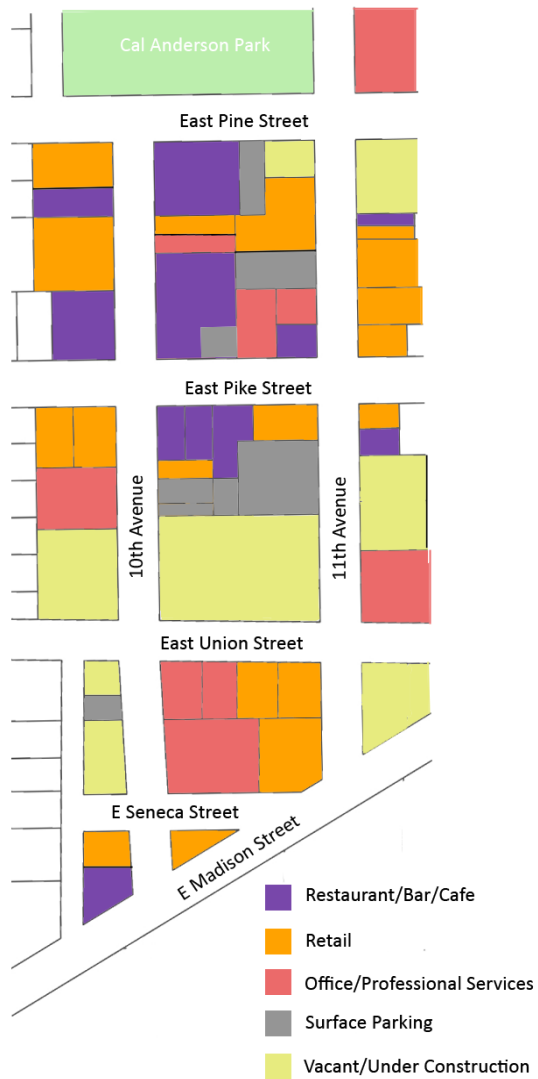 Cal Anderson Park
East Pine Street
East Pike Street
10th Avenue
11th Avenue
East Union Street
E Seneca Street
E Madison Street
Restaurant/Bar/Cafe
Retail
Office/Professional Services
Surface Parking
Vacant/Under Construction